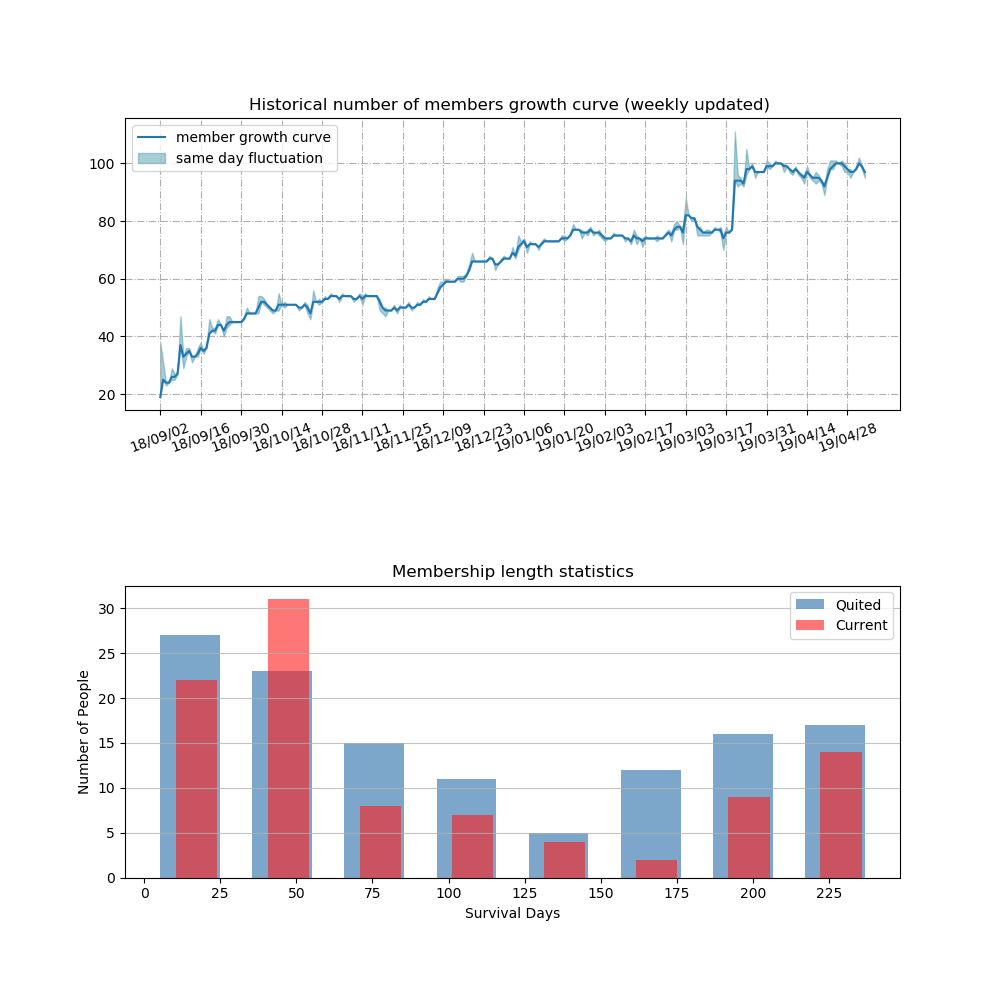 Historical number of members growth curve (weekly updated)
member growth curve
same day fluctuation
100
80
60
40
20
18/09/02 18/09/16 18/09/30 18/10/14 18/10/28 18/11/11 18/11/25 18/12/09 18/12/23 19/01/06 19/01/20 19/02/03 19/02/17 19/03/03 19/03/17 19/03/31 19/04/14 19/04/28
Membership length statistics
Quited
Current
30
25
20
15
10
5
0
Number of People
0 25 50 75 100 125 150 175 200 225
Survival Days